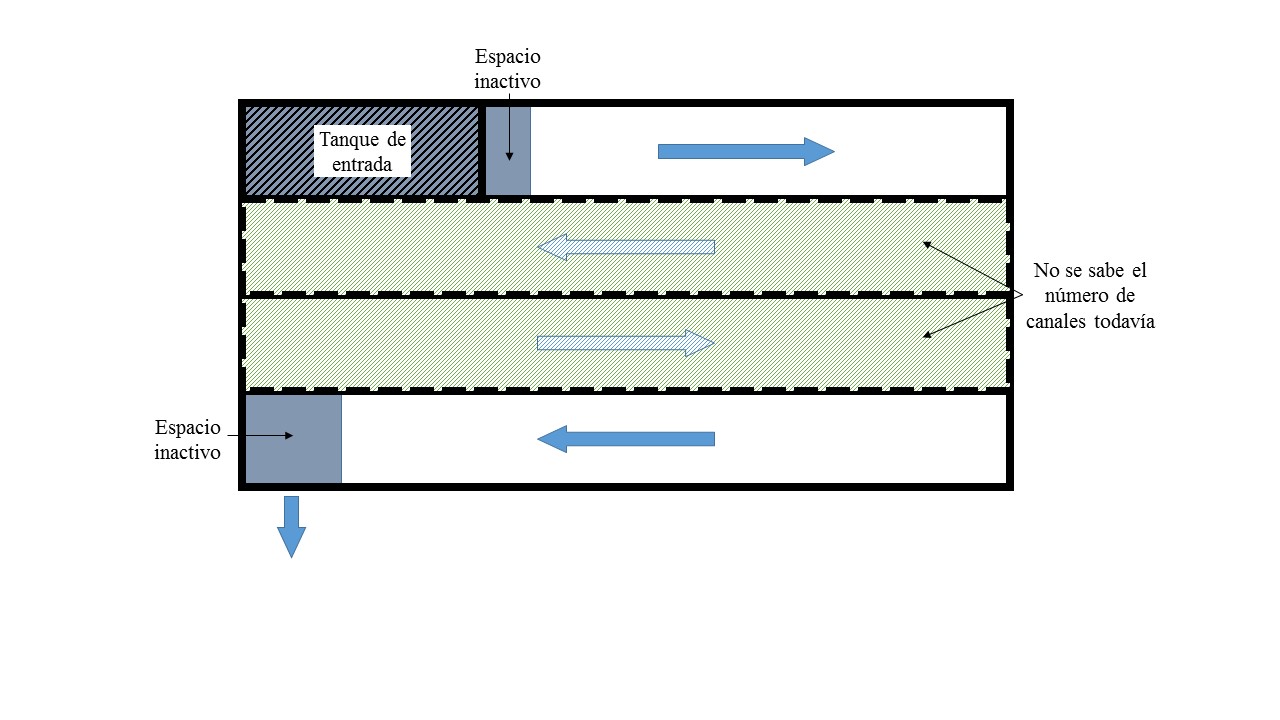 Espacio
inactivo
Tanque de
entrada
No se sabe el
número de
canales todavía
Espacio
inactivo